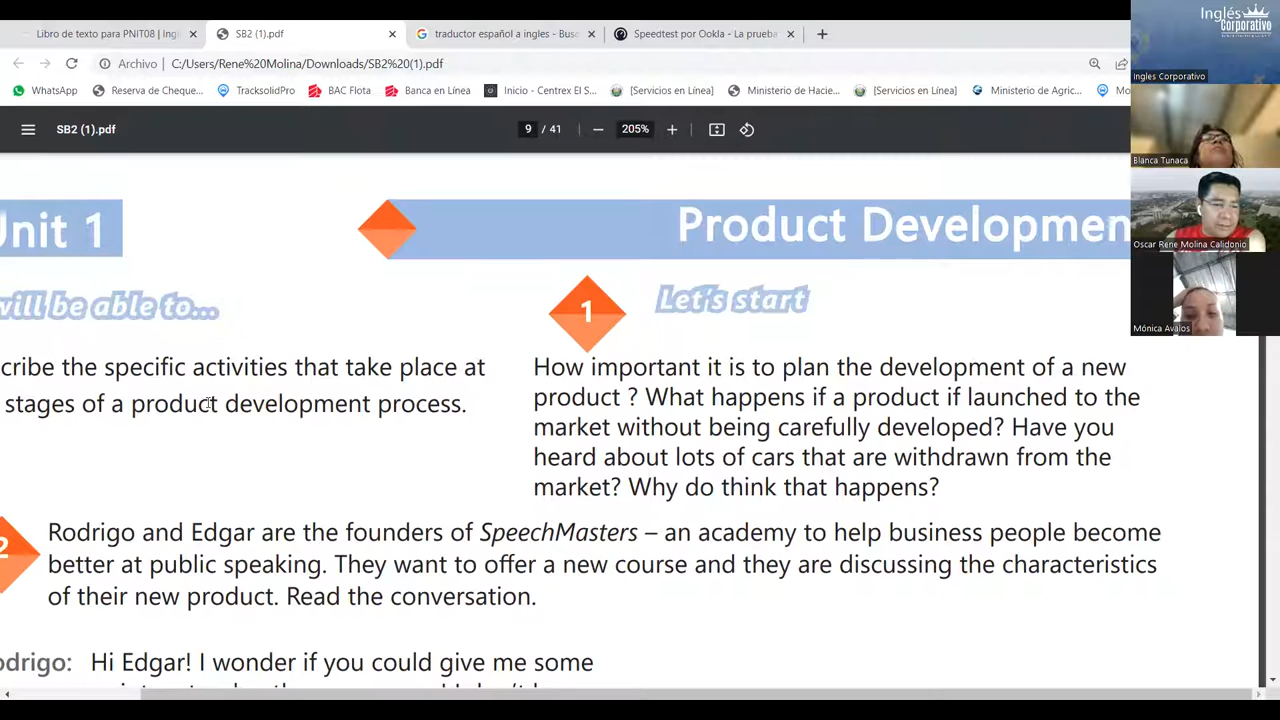 Libro de texto para PNIT08 | Ingl
SB2 (1).pdf
traductor español a ingles - Bus
Speedtest por Ookla - La prueba
Archivo
C:/Users/Rene%20Molina/Downloads/SB2%20(1).pdf
WhatsApp
Reserva de Cheque...
TracksolidPro
BAC Flota
Banca en Línea
Inicio - Centrex El S...
[Servicios en Línea]
Ministerio de Hacie...
[Servicios en Línea]
Ministerio de Agric...
Mo
SB2 (1).pdf
9 / 41
205%
Inglés
Corporativo
Ingles Corporativo
Blanca Tunaca
Oscar Rene Molina Calidonio
Mónica Avalos
Unit 1
Product Developmen
will be able to...
1
Let's start
cribe the specific activities that take place at
stages of a product development process.
How important it is to plan the development of a new
product ? What happens if a product if launched to the
market without being carefully developed? Have you
heard about lots of cars that are withdrawn from the
market? Why do think that happens?
2
Rodrigo and Edgar are the founders of SpeechMasters – an academy to help business people become
better at public speaking. They want to offer a new course and they are discussing the characteristics
of their new product. Read the conversation.
odrigo: Hi Edgar! I wonder if you could give me some